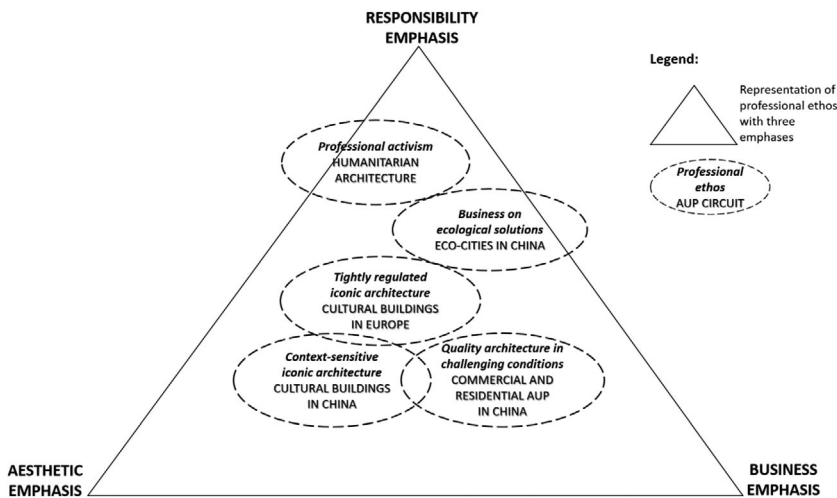 RESPONSIBILITY
EMPHASIS
Legend:
Representation of
professional ethos
with three
emphases
Professional
ethos
AUP CIRCUIT
Professional activism
HUMANITARIAN
ARCHITECTURE
Business on
ecological solutions
ECO-CITIES IN CHINA
Tightly regulated
iconic architecture
CULTURAL BUILDINGS
IN EUROPE
Context-sensitive
iconic architecture
CULTURAL BUILDINGS
IN CHINA
Quality architecture in
challenging conditions
COMMERCIAL AND
RESIDENTIAL AUP
IN CHINA
AESTHETIC
EMPHASIS
BUSINESS
EMPHASIS